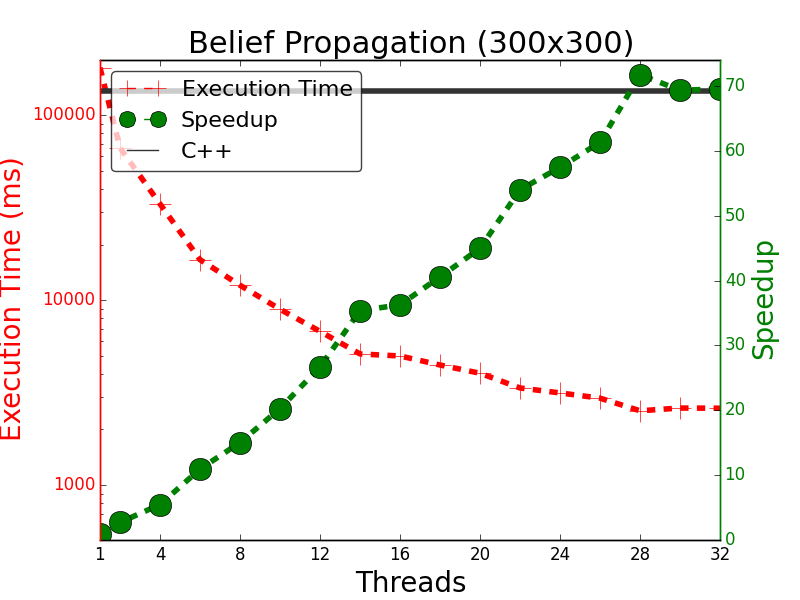 Belief Propagation (300x300)
Execution Time
Speedup
C++
100000
10000
1000
Execution Time (ms)
70
60
50
40
30
20
10
0
Speedup
1 4 8 12 16 20 24 28 32
Threads